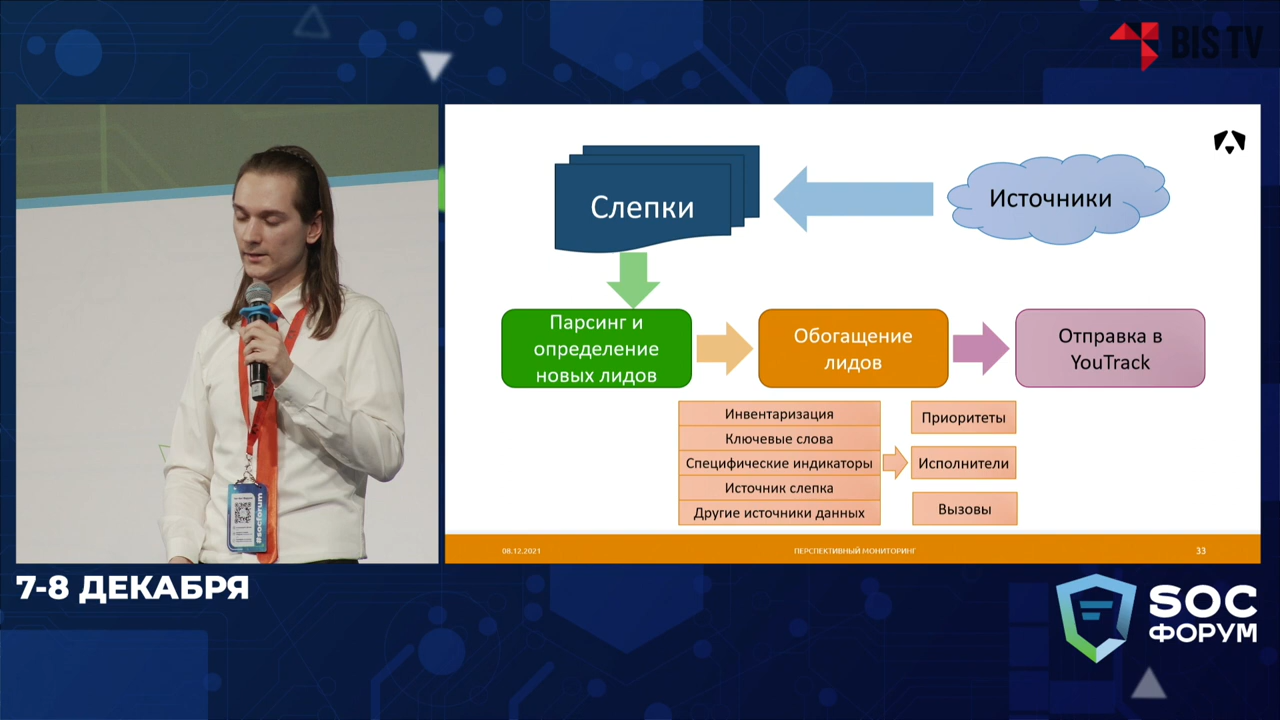 BIS TV
Слепки
Источники
Парсинг и
определение
новых лидов
Обогащение
лидов
Отправка в
YouTrack
Инвентаризация
Ключевые слова
Специфические индикаторы
Источник слепка
Другие источники данных
Приоритеты
Исполнители
Вызовы
08.12.2021
ПЕРСПЕКТИВНЫЙ МОНИТОРИНГ
33
#socforum
7-8 ДЕКАБРЯ
SOC
ФОРУМ